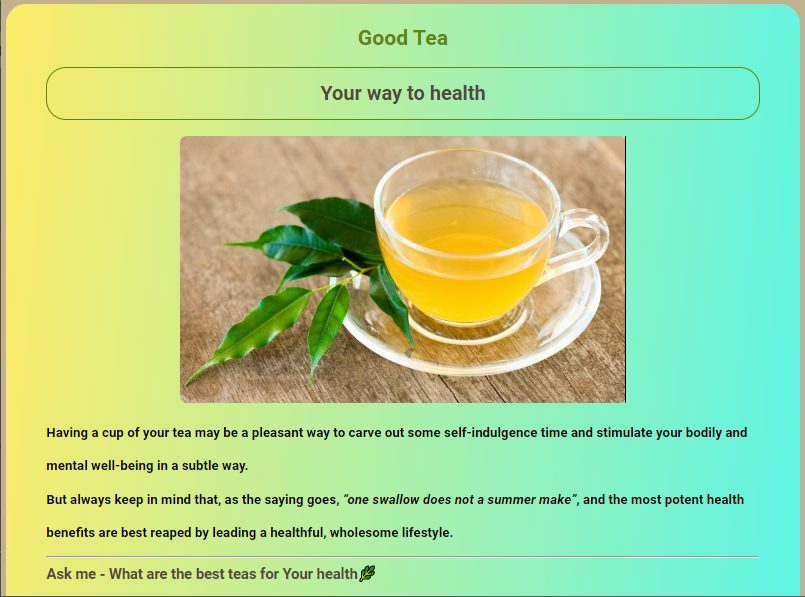 Good Tea
Your way to health
Having a cup of your tea may be a pleasant way to carve out some self-indulgence time and stimulate your bodily and
mental well-being in a subtle way.
But always keep in mind that, as the saying goes, “one swallow does not a summer make”, and the most potent health
benefits are best reaped by leading a healthful, wholesome lifestyle.
Ask me - What are the best teas for Your health🌿